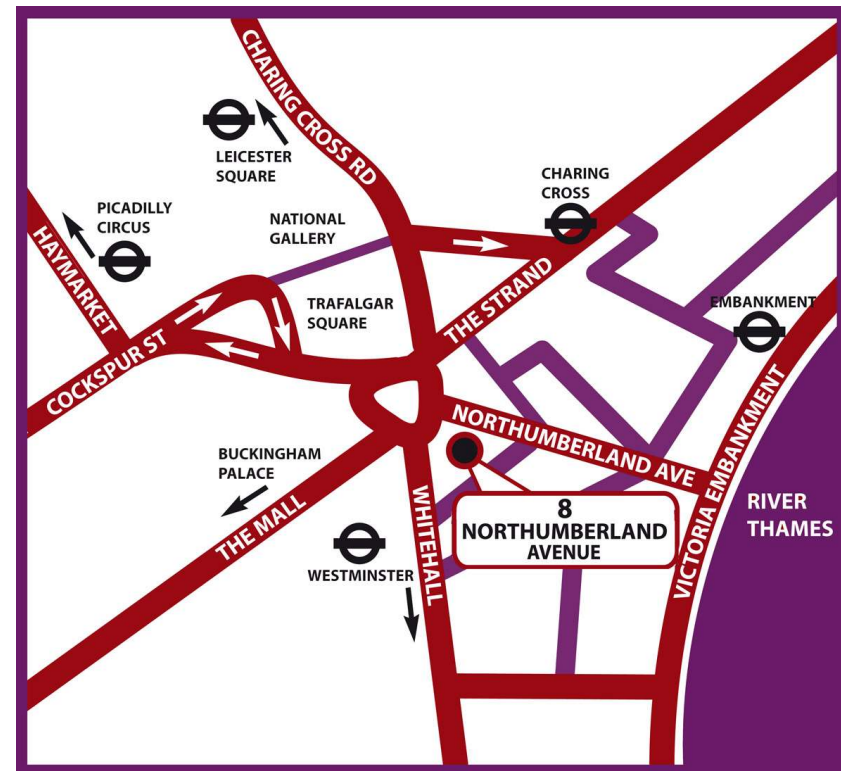 CHARING CROSS RD
LEICESTER
SQUARE
CHARING
CROSS
PICADILLY
CIRCUS
NATIONAL
GALLERY
HAYMARKET
TRAFALGAR
SQUARE
THE STRAND
EMBANKMENT
COCKSPUR ST
NORTHUMBERLAND AVE
BUCKINGHAM
PALACE
THE MALL
WHITEHALL
8
NORTHUMBERLAND
AVENUE
VICTORIA EMBANKMENT
RIVER
THAMES
WESTMINSTER